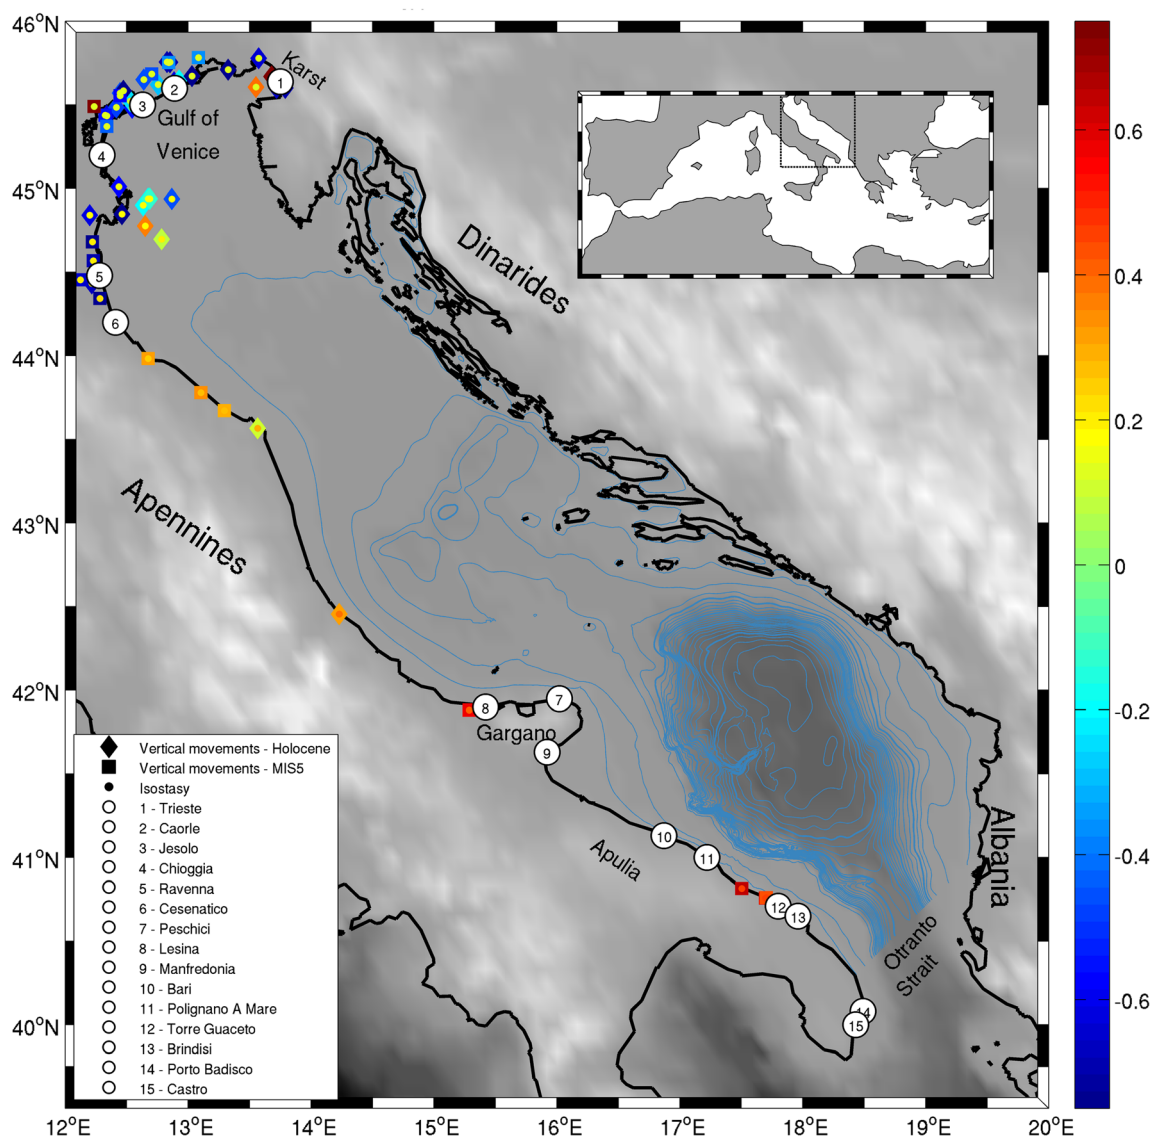 46°N
45°N
44°N
43°N
42°N
41°N
40°N
12°E
13°E
14°E
15°E
16°E
17°E
18°E
19°E
20°E
0.6
0.4
0.2
0
-0.2
-0.4
-0.6
Karst
Gulf of
Venice
Dinarides
Apennines
Gargano
Apulia
Albania
Otranto
Strait
1
2
3
4
5
6
7
8
9
10
11
12
13
14
15
Vertical movements - Holocene
Vertical movements - MIS5
Isostasy
1 - Trieste
2 - Caorle
3 - Jesolo
4 - Chioggia
5 - Ravenna
6 - Cesenatico
7 - Peschici
8 - Lesina
9 - Manfredonia
10 - Bari
11 - Polignano A Mare
12 - Torre Guaceto
13 - Brindisi
14 - Porto Badisco
15 - Castro